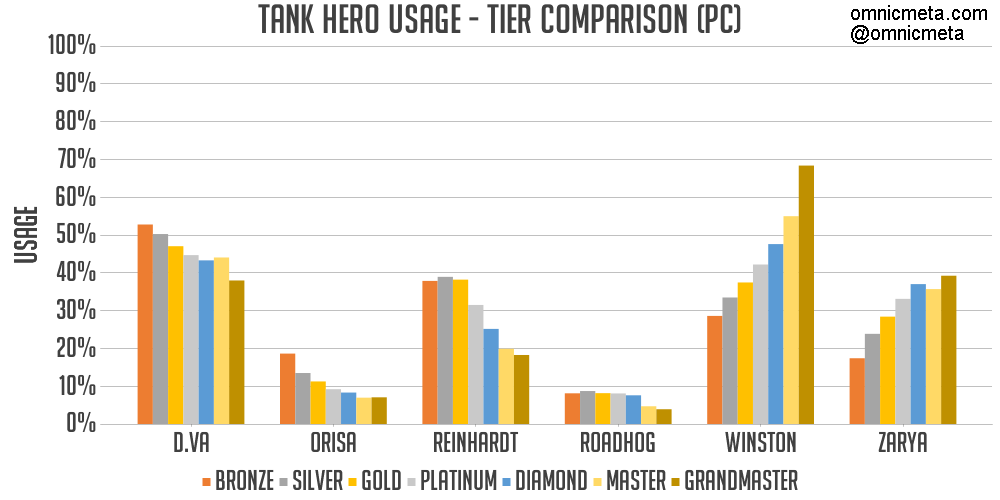 TANK HERO USAGE - TIER COMPARISON (PC)
omnicmeta.com
@omnicmeta
100%
90%
80%
70%
60%
50%
40%
30%
20%
10%
0%
USAGE
D.VA ORISA REINHARDT ROADHOG WINSTON ZARYA
BRONZE SILVER GOLD PLATINUM DIAMOND MASTER GRANDMASTER